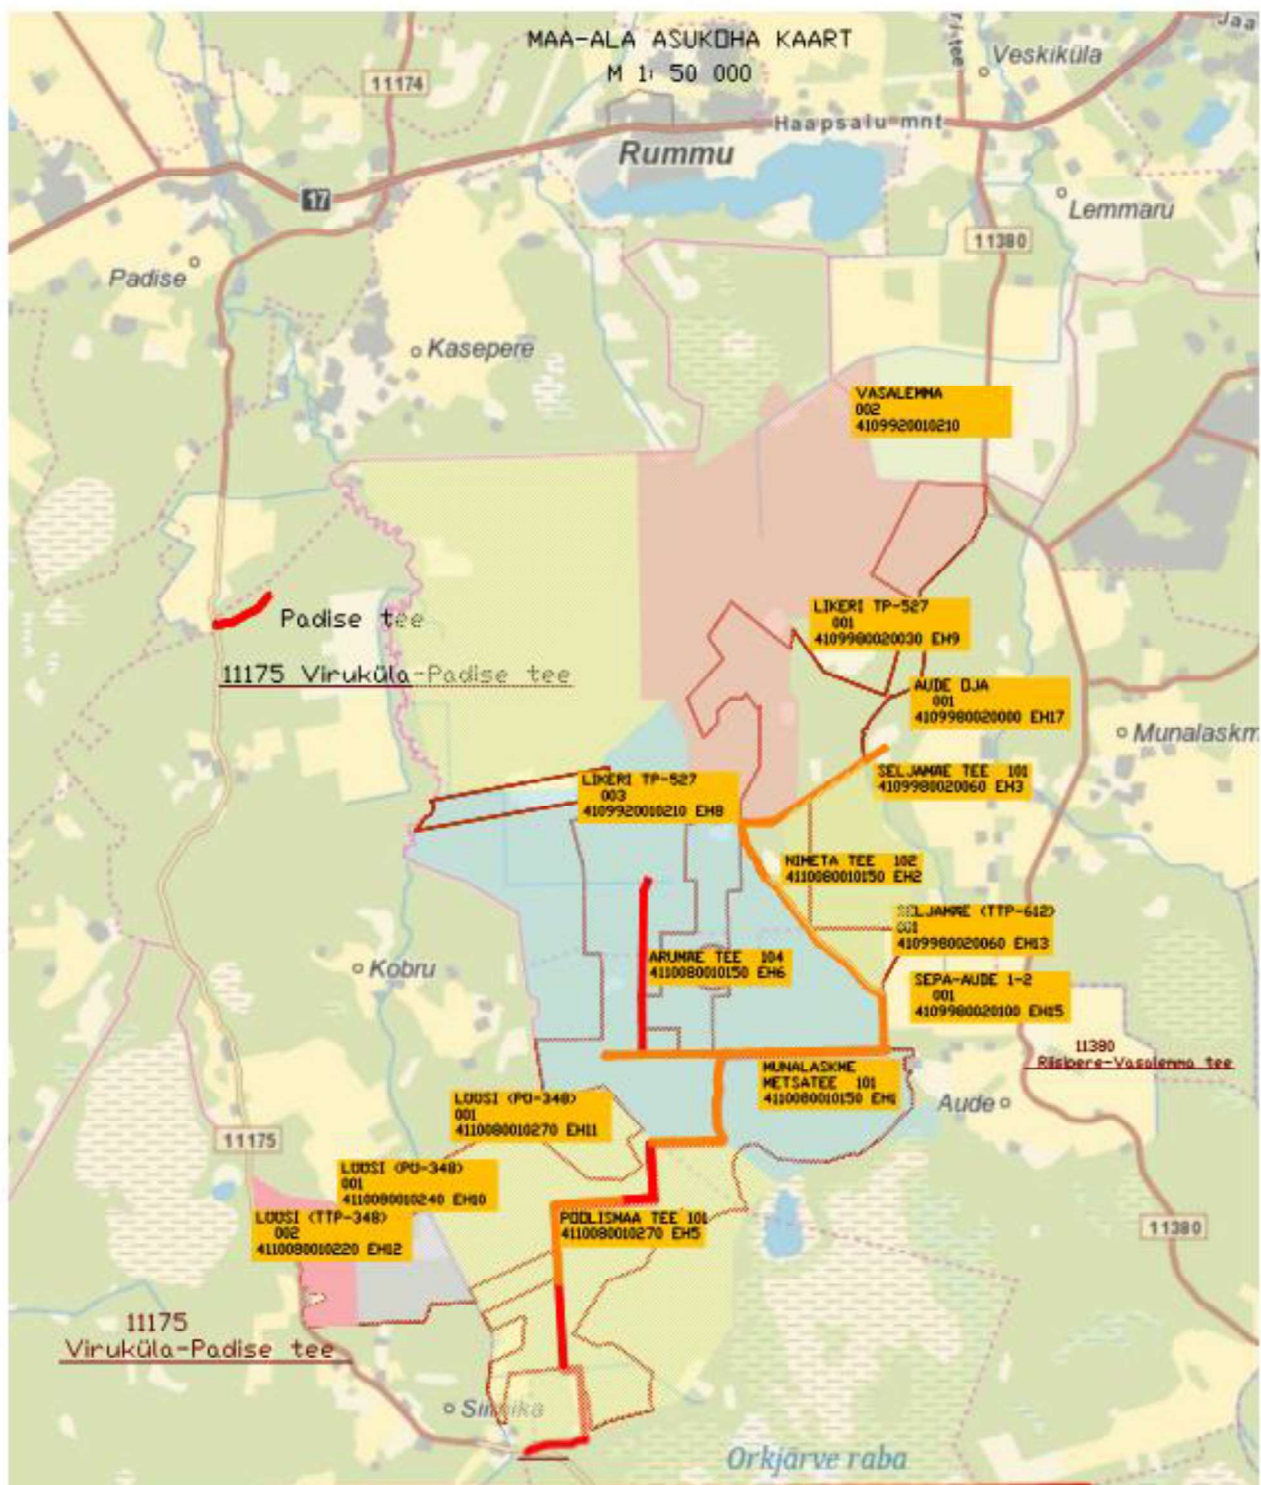 MAA-ALA ASUKOHA KAART
M 1: 50 000
Jaa
Veskiküla
11174
Haapsalu mnt
Rummu
17
Lemmaru
11380
Padise
Kasepere
VASALEMMA
002
4109920010210
LIKERI TP-527
001
4109980020030 EH9
Padise tee
11175 Viruküla-Padise tee
AUDE OJA
001
4109980020000 EH17
Munalaskm
SELJAMAE TEE 101
4109980020060 EH3
LIKERI TP-527
003
4109920010210 EH8
NIMETA TEE 102
4110080010150 EH2
SELJAMAE (TTP-612)
001
4109980020060 EH13
ARUMAE TEE 104
4110080010150 EH6
Kobru
SEPA-AUDE 1-2
001
4109980020100 EH15
11380
Riisipere-Vasalemma tee
MUNALASKME
METSATEE 101
4110080010150 EH1
LOOSI (PO-348)
001
4110080010270 EH11
Aude
11175
LOOSI (PO-348)
001
4110080010240 EH10
LOOSI (TTP-348)
002
4110080010220 EH12
POOLISMAA TEE 101
4110080010270 EH5
11380
11175
Viruküla-Padise tee
Orkjärve raba